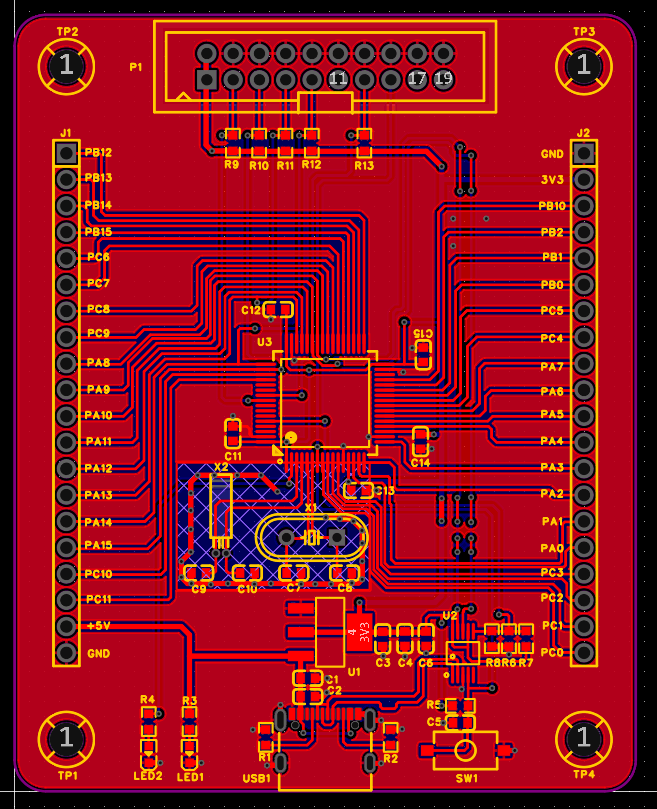 TP2
TP3
1
1
P1
11
17
19
J1
J2
R9
R10
R11
R12
R13
PB12
PB13
PB14
PB15
PC6
PC7
PC8
PC9
PA8
PA9
PA10
PA11
PA12
PA13
PA14
PA15
PC10
PC11
+5V
GND
GND
3V3
PB10
PB2
PB1
PB0
PC5
PC4
PA7
PA6
PA5
PA4
PA3
PA2
PA1
PA0
PC3
PC2
PC1
PC0
C12
U3
C15
C11
C14
X2
C13
X1
C9
C10
C7
C8
U2
4
3V3
C3
C4
C6
R8
R6
R7
U1
C1
C2
R4
R3
R5
C5
1
1
R1
R2
TP1
LED2
LED1
USB1
SW1
TP4